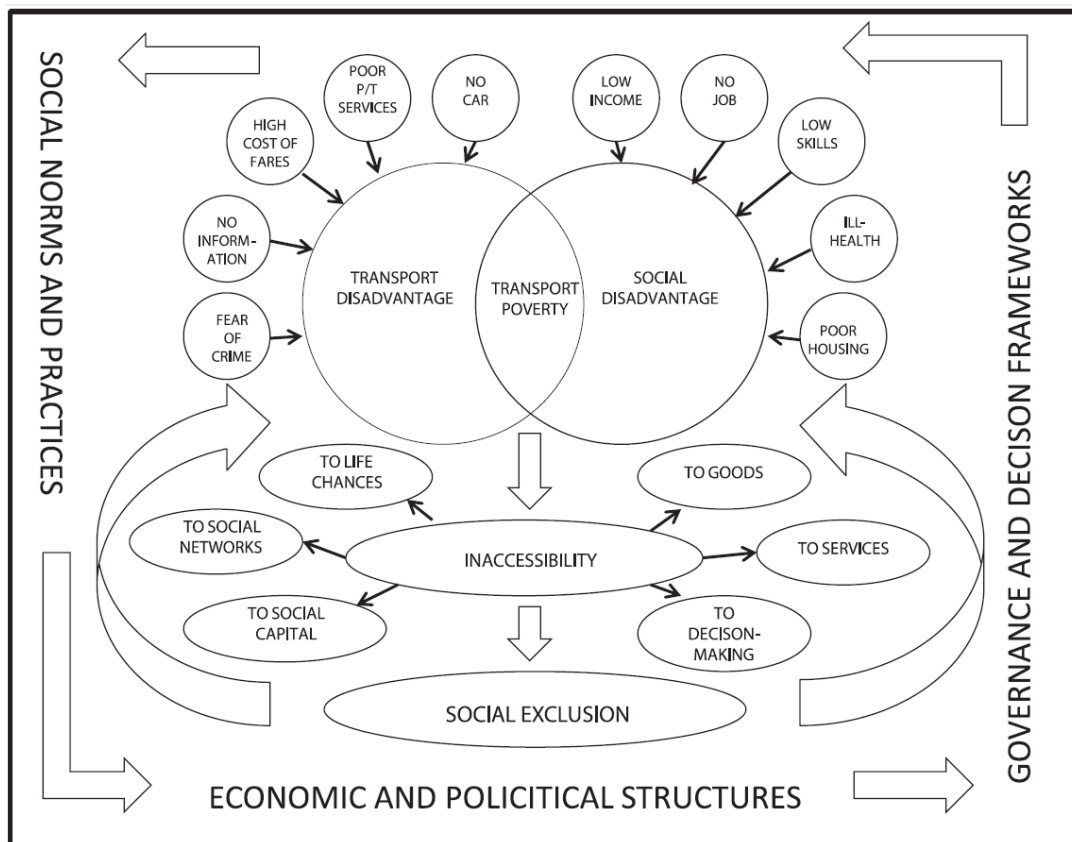 SOCIAL NORMS AND PRACTICES
POOR
P/T
SERVICES
NO
CAR
LOW
INCOME
NO
JOB
HIGH
COST OF
FARES
LOW
SKILLS
NO
INFORM-
ATION
ILL-
HEALTH
TRANSPORT
DISADVANTAGE
TRANSPORT
POVERTY
SOCIAL
DISADVANTAGE
FEAR
OF
CRIME
POOR
HOUSING
GOVERNANCE AND DECISON FRAMEWORKS
TO LIFE
CHANCES
TO GOODS
TO SOCIAL
NETWORKS
INACCESSIBILITY
TO SERVICES
TO SOCIAL
CAPITAL
TO
DECISON-
MAKING
SOCIAL EXCLUSION
ECONOMIC AND POLICITICAL STRUCTURES